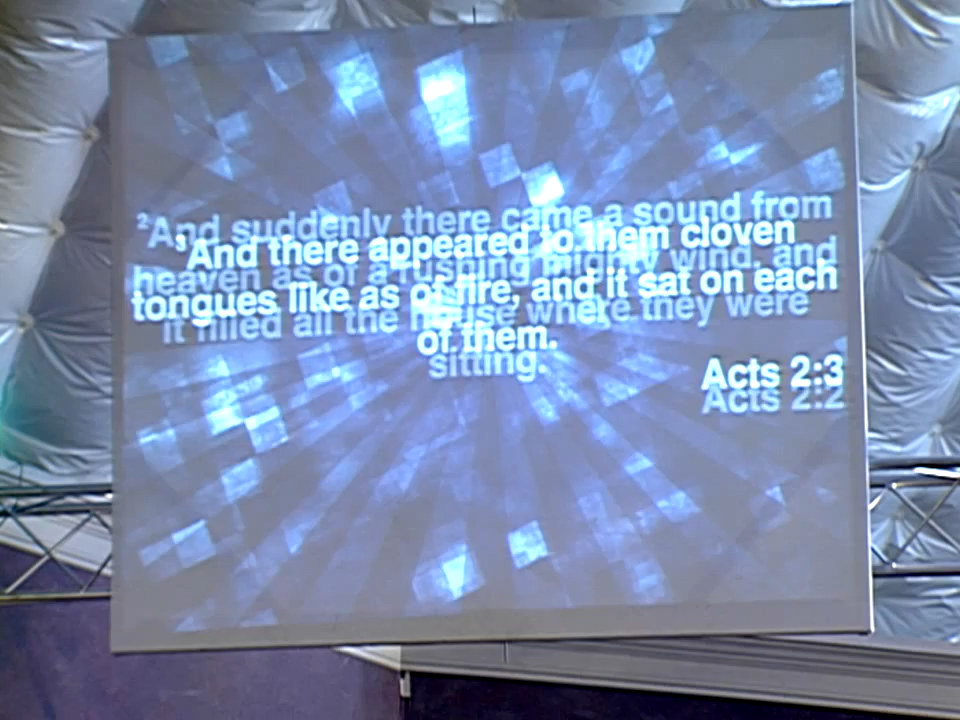 ²And suddenly there came a sound from
heaven as of a rushing mighty wind, and
it filled all the house where they were
sitting.
Acts 2:2
³And there appeared to them cloven
tongues like as of fire, and it sat on each
of them.
Acts 2:3